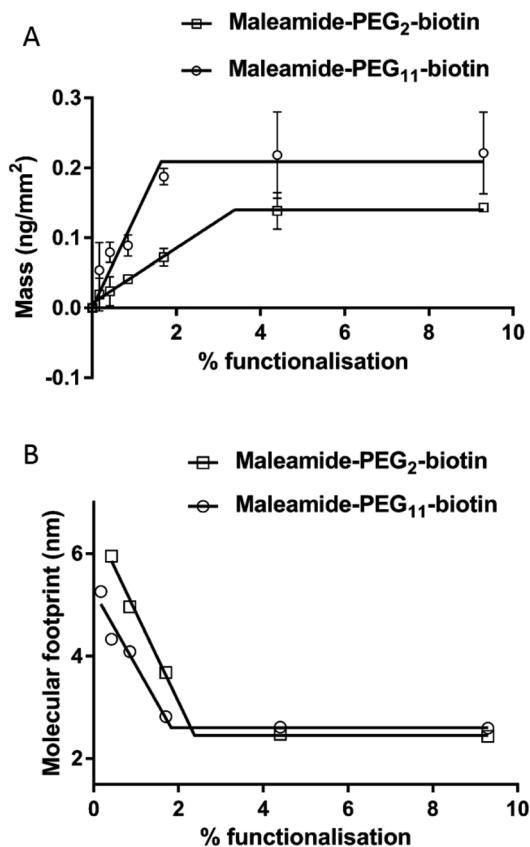 A
Maleamide-PEG2-biotin
Maleamide-PEG11-biotin
Mass (ng/mm²)
0.3
0.2
0.1
0.0
-0.1
2 4 6 8 10
% functionalisation
B
Maleamide-PEG2-biotin
Maleamide-PEG11-biotin
Molecular footprint (nm)
6
4
2
0 2 4 6 8 10
% functionalisation